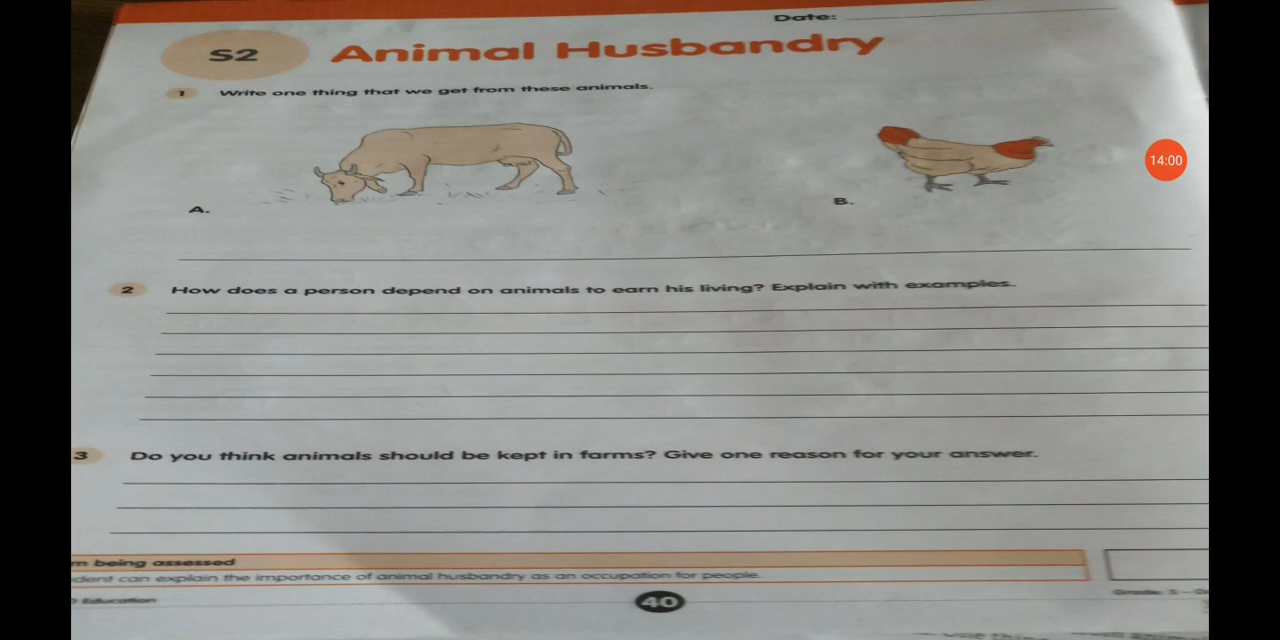 Date:
S2 Animal Husbandry
1 Write one thing that we get from these animals.
14:00
A. B.
2 How does a person depend on animals to earn his living? Explain with examples.
3 Do you think animals should be kept in farms? Give one reason for your answer.
being assessed
can explain the importance of animal husbandry as an occupation for people.
Education 40 Grade: